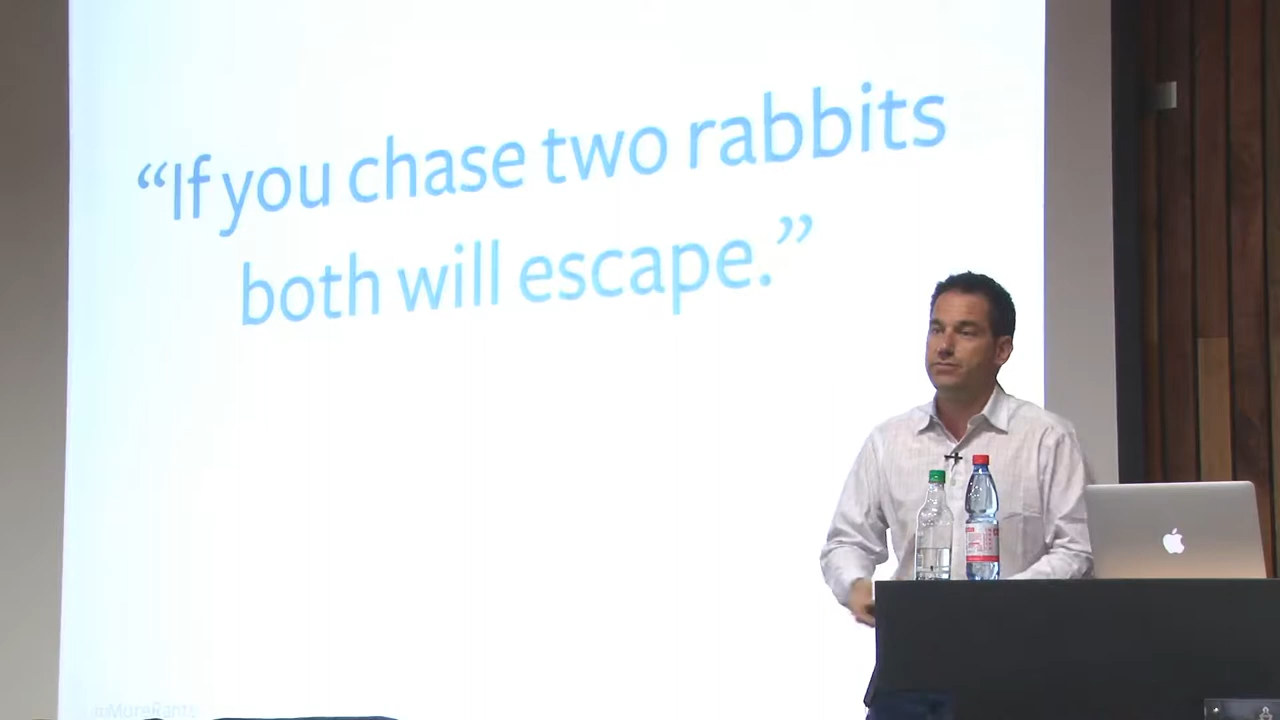 “If you chase two rabbits
both will escape.”